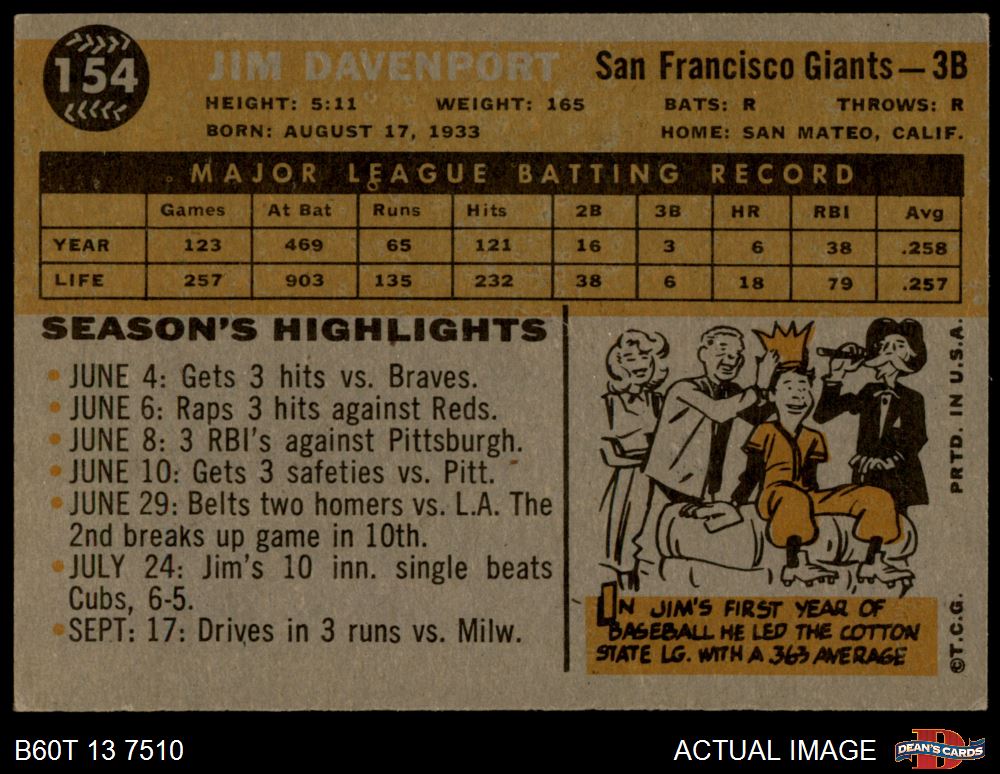 154
JIM DAVENPORT
San Francisco Giants—3B
HEIGHT: 5:11 WEIGHT: 165 BATS: R THROWS: R
BORN: AUGUST 17, 1933 HOME: SAN MATEO, CALIF.
MAJOR LEAGUE BATTING RECORD
Games At Bat Runs Hits 2B 3B HR RBI Avg
YEAR 123 469 65 121 16 3 6 38 .258
LIFE 257 903 135 232 38 6 18 79 .257
SEASON'S HIGHLIGHTS
• JUNE 4: Gets 3 hits vs. Braves.
• JUNE 6: Raps 3 hits against Reds.
• JUNE 8: 3 RBI's against Pittsburgh.
• JUNE 10: Gets 3 safeties vs. Pitt.
• JUNE 29: Belts two homers vs. L.A. The
2nd breaks up game in 10th.
• JULY 24: Jim's 10 inn. single beats
Cubs, 6-5.
• SEPT: 17: Drives in 3 runs vs. Milw.
IN JIM'S FIRST YEAR OF
BASEBALL HE LED THE COTTON
STATE LG. WITH A .363 AVERAGE
©T.C.G. PRTD. IN U.S.A.
B60T 13 7510
ACTUAL IMAGE
DEAN'S CARDS